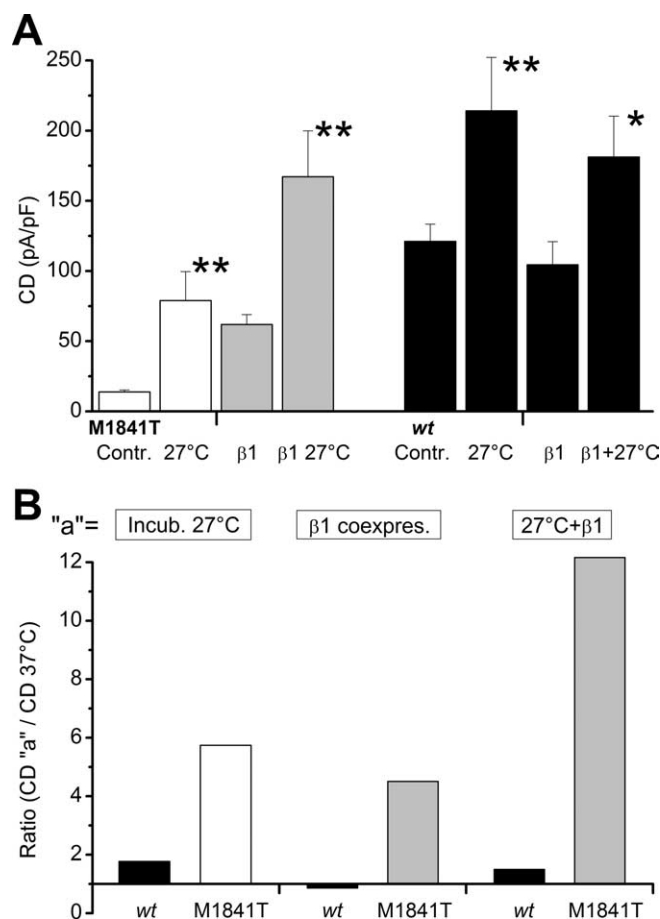 A
250
200
150
100
50
0
CD (pA/pF)
**
**
**
*
M1841T
wt
Contr. 27°C β1 β1 27°C Contr. 27°C β1 β1+27°C
B
"a"= Incub. 27°C β1 coexpres. 27°C+β1
12
10
8
6
4
2
0
Ratio (CD "a" / CD 37°C)
wt M1841T wt M1841T wt M1841T